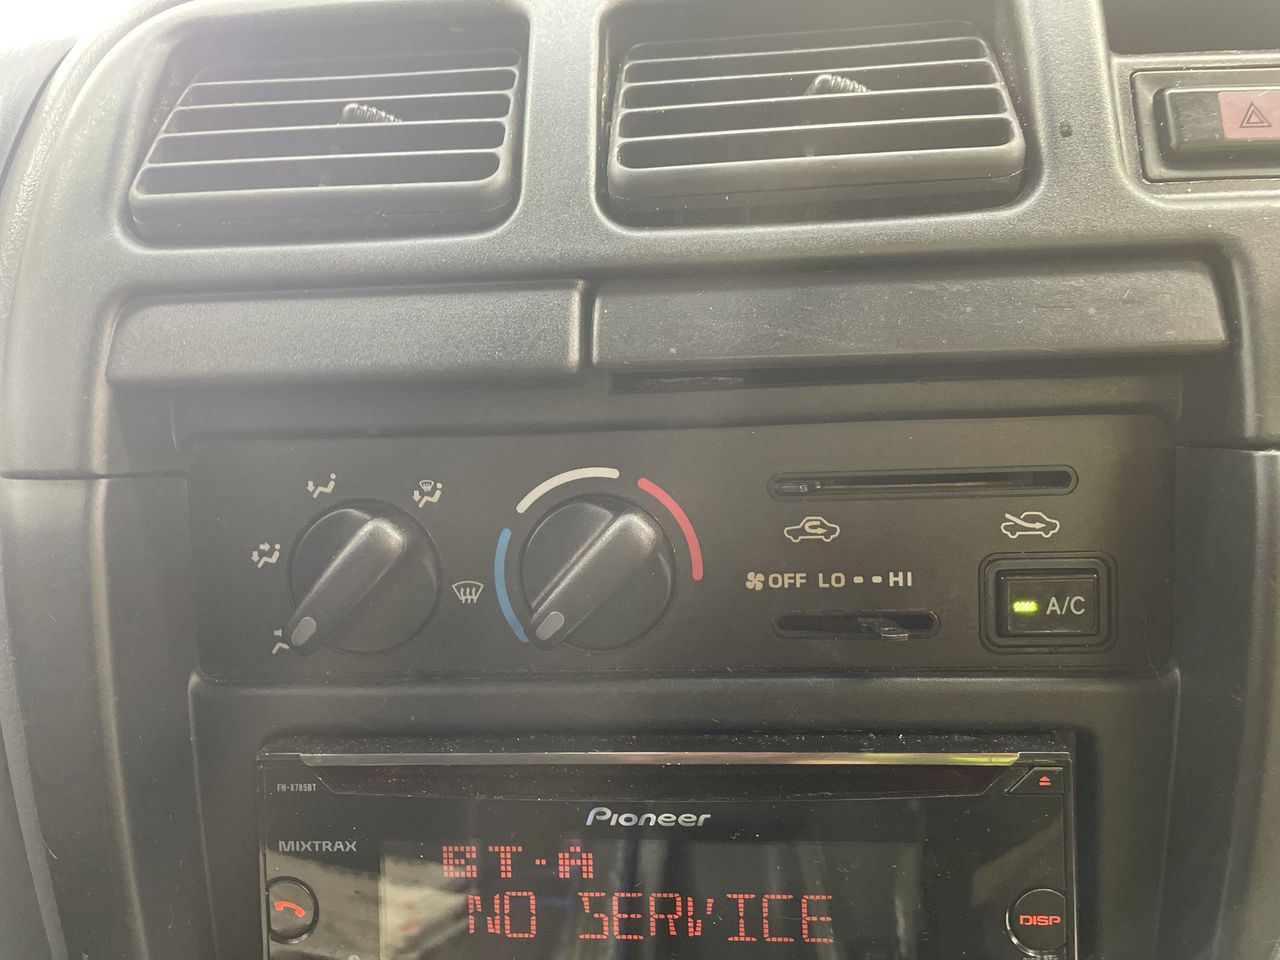 OFF LO HI
A/C
FH-X785BT
Pioneer
MIXTRAX
BT·A
NO SERVICE
DISP